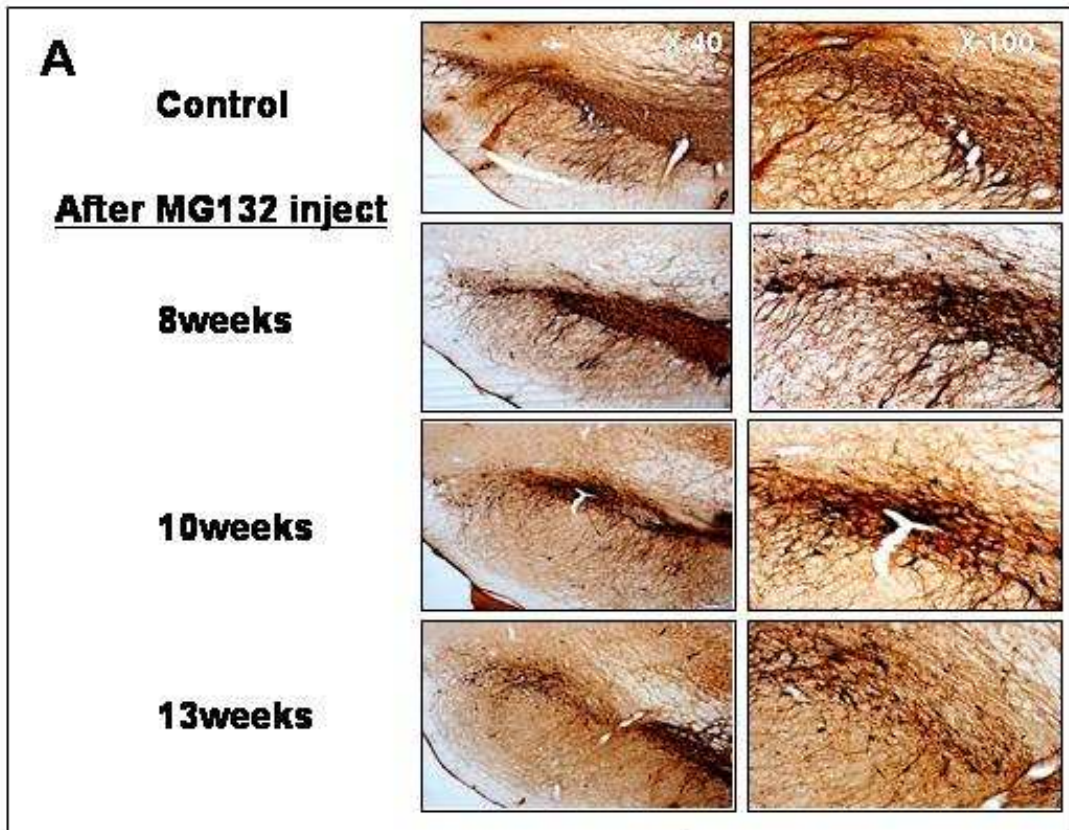 A
X 40
X 100
Control
After MG132 inject
8weeks
10weeks
13weeks